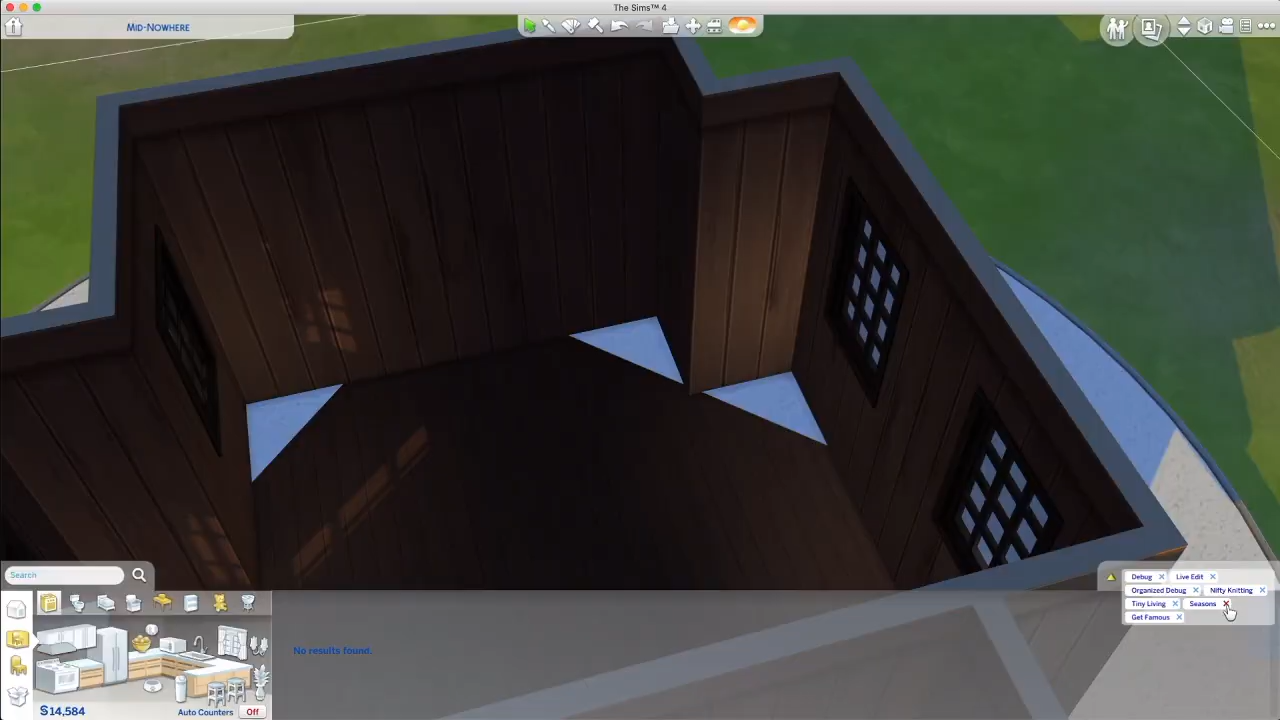 The Sims™ 4
Mid-Nowhere
Search
No results found.
Debug Live Edit
Organized Debug Nifty Knitting
Tiny Living Seasons
Get Famous
§14,584
Auto Counters Off